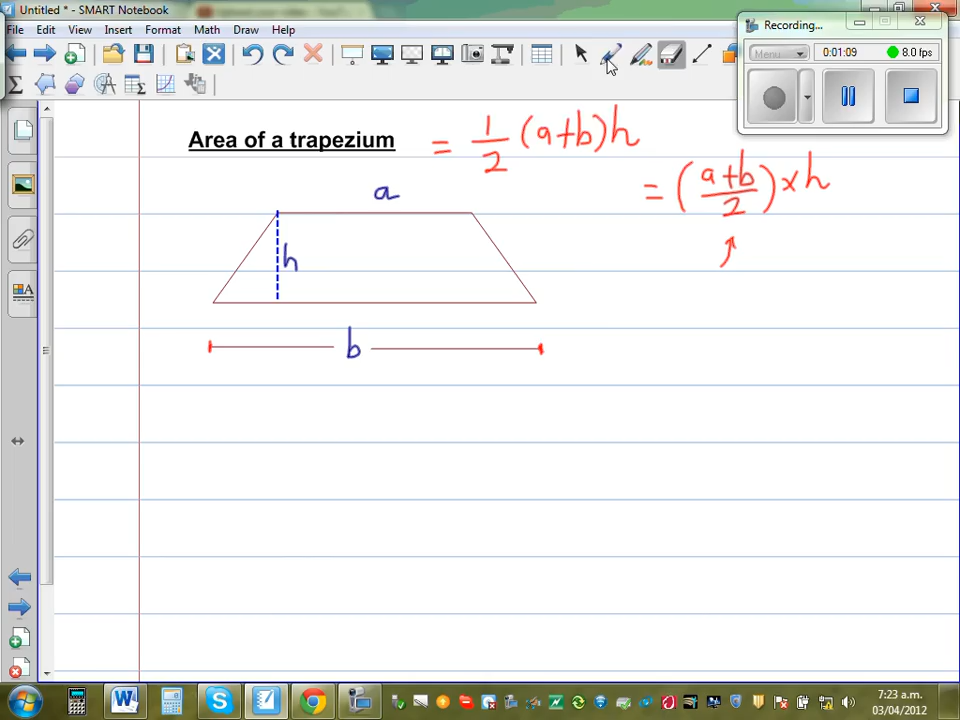 Untitled * - SMART Notebook
File Edit View Insert Format Math Draw Help
Recording...
Menu 0:01:09 8.0 fps
Area of a trapezium = 1/2 (a+b)h
= (a+b/2) × h
a
h
b
7:23 a.m.
03/04/2012